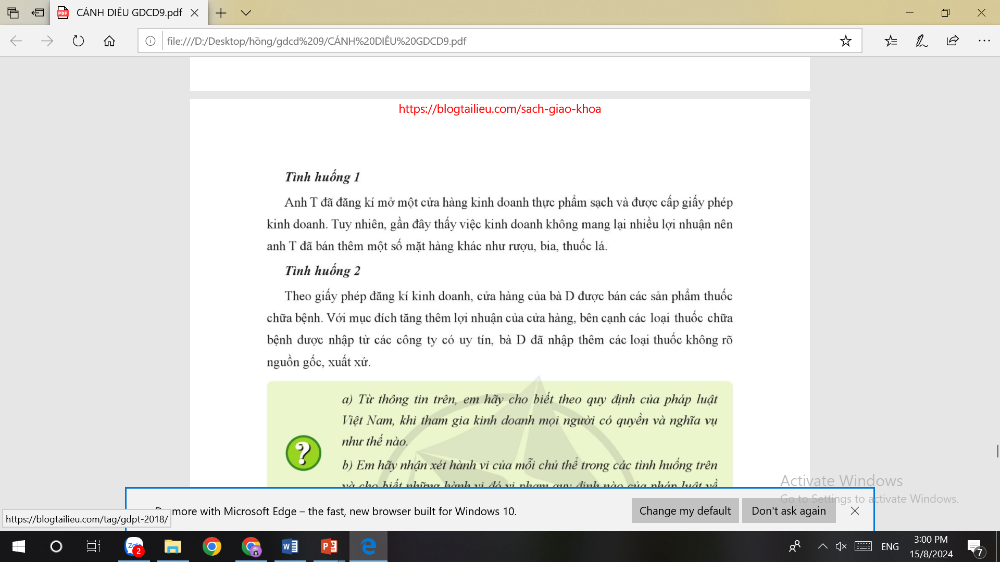 CÁNH DIÊU GDCD9.pdf
file:///D:/Desktop/hồng/gdcd%209/CÁNH%20DIÊU%20GDCD9.pdf
https://blogtailieu.com/sach-giao-khoa
Tình huống 1
Anh T đã đăng kí mở một cửa hàng kinh doanh thực phẩm sạch và được cấp giấy phép
kinh doanh. Tuy nhiên, gần đây thấy việc kinh doanh không mang lại nhiều lợi nhuận nên
anh T đã bán thêm một số mặt hàng khác như rượu, bia, thuốc lá.
Tình huống 2
Theo giấy phép đăng kí kinh doanh, cửa hàng của bà D được bán các sản phẩm thuốc
chữa bệnh. Với mục đích tăng thêm lợi nhuận của cửa hàng, bên cạnh các loại thuốc chữa
bệnh được nhập từ các công ty có uy tín, bà D đã nhập thêm các loại thuốc không rõ
nguồn gốc, xuất xứ.
a) Từ thông tin trên, em hãy cho biết theo quy định của pháp luật
Việt Nam, khi tham gia kinh doanh mọi người có quyền và nghĩa vụ
như thế nào.
?
b) Em hãy nhận xét hành vi của mỗi chủ thể trong các tình huống trên
và cho biết những hành vi đó vi phạm quy định nào của pháp luật về
Activate Windows
Go to Settings to activate Windows.
more with Microsoft Edge – the fast, new browser built for Windows 10.
Change my default
Don't ask again
https://blogtailieu.com/tag/gdpt-2018/
Zalo
2
ENG
3:00 PM
15/8/2024
7